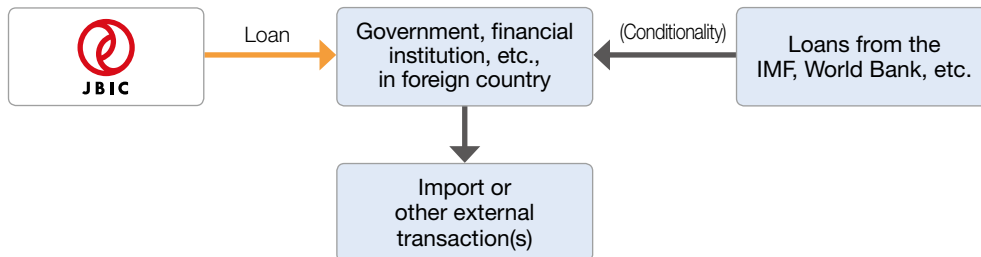 JBIC
Loan
Government, financial
institution, etc.,
in foreign country
(Conditionality)
Loans from the
IMF, World Bank, etc.
Import or
other external
transaction(s)